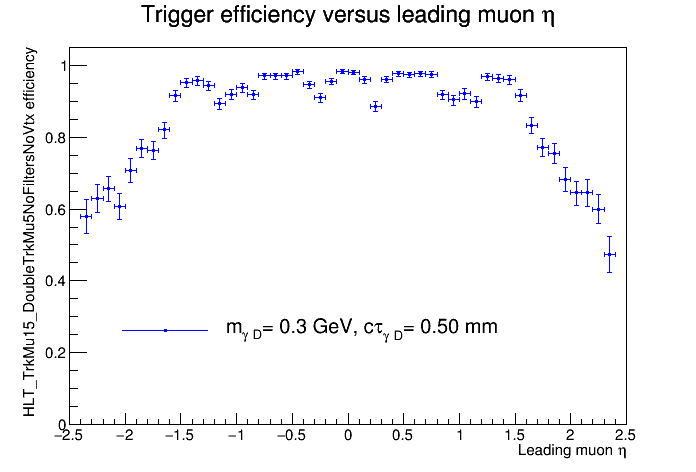 Trigger efficiency versus leading muon η
HLT_TrkMu15_DoubleTrkMu5NoFiltersNoVtx efficiency
1
0.8
0.6
0.4
0.2
0
m_γ D= 0.3 GeV, cτ_γ D= 0.50 mm
−2.5 −2 −1.5 −1 −0.5 0 0.5 1 1.5 2 2.5
Leading muon η